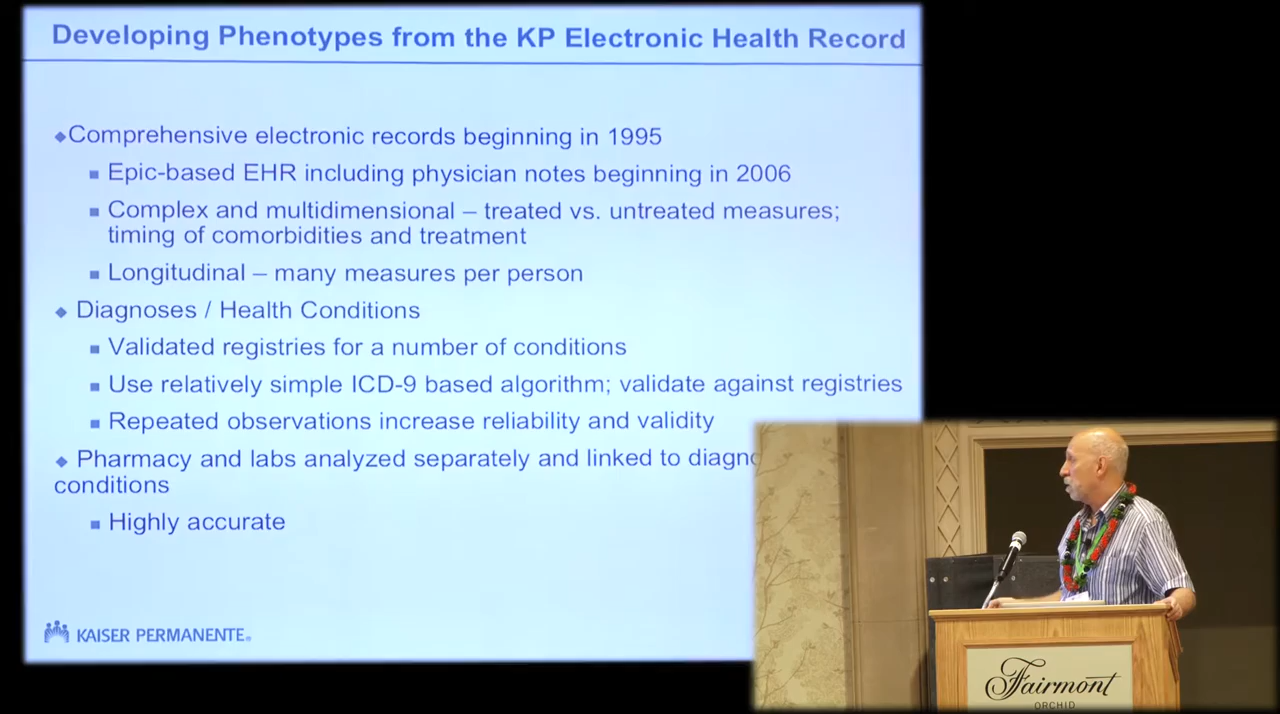 Developing Phenotypes from the KP Electronic Health Record
Comprehensive electronic records beginning in 1995
Epic-based EHR including physician notes beginning in 2006
Complex and multidimensional – treated vs. untreated measures;
timing of comorbidities and treatment
Longitudinal – many measures per person
Diagnoses / Health Conditions
Validated registries for a number of conditions
Use relatively simple ICD-9 based algorithm; validate against registries
Repeated observations increase reliability and validity
Pharmacy and labs analyzed separately and linked to
conditions
Highly accurate
KAISER PERMANENTE®
Fairmont
ORCHID